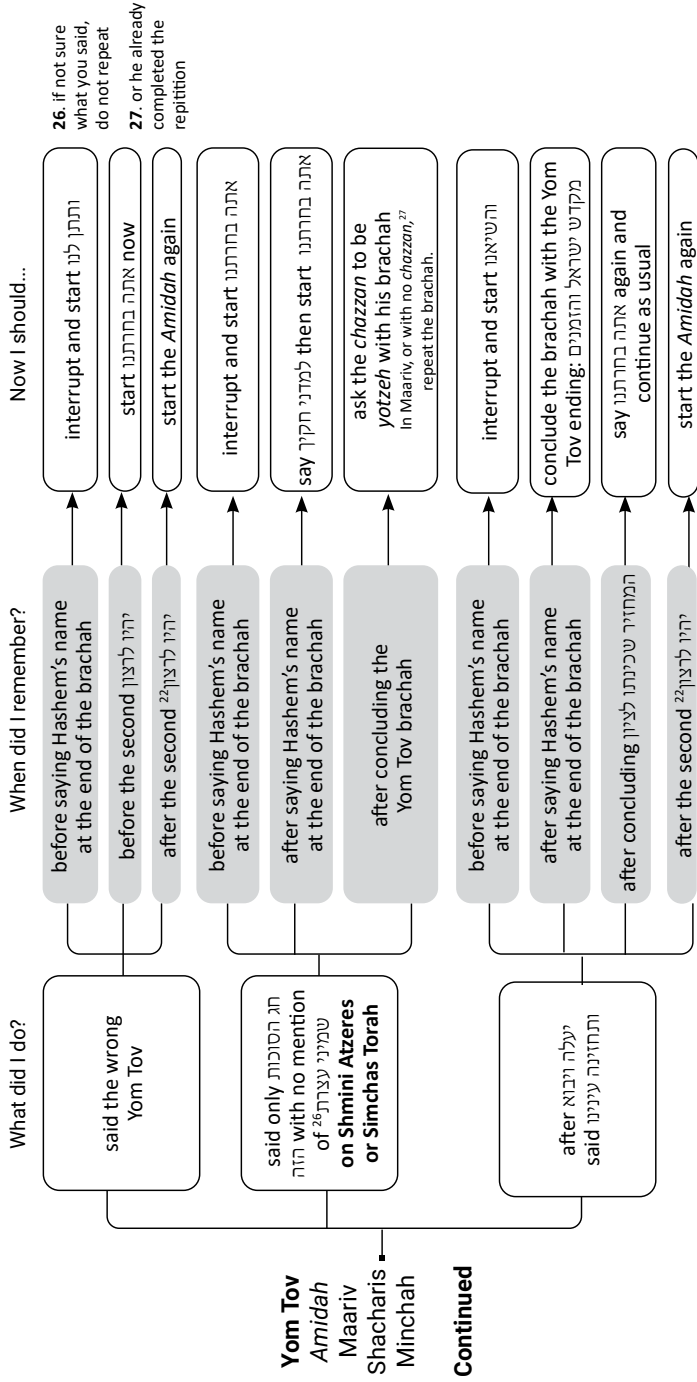 What did I do?
When did I remember?
Now I should...
Yom Tov
Amidah
Maariv
Shacharis
Minchah
Continued
said the wrong
Yom Tov
before saying Hashem's name
at the end of the brachah
interrupt and start ותתן לנו
before the second יהיו לרצון
start אתה בחרתנו now
after the second יהיו לרצון22
start the Amidah again
said only חג הסוכות
הזה with no mention
of שמיני עצרת26
on Shmini Atzeres
or Simchas Torah
before saying Hashem's name
at the end of the brachah
interrupt and start אתה בחרתנו
after saying Hashem's name
at the end of the brachah
say למדני חקיך then start אתה בחרתנו
after concluding the
Yom Tov brachah
ask the chazzan to be
yotzeh with his brachah
In Maariv, or with no chazzan,27
repeat the brachah.
after יעלה ויבוא
said ותחזינה עינינו
before saying Hashem's name
at the end of the brachah
interrupt and start והשיאנו
after saying Hashem's name
at the end of the brachah
conclude the brachah with the Yom
Tov ending: מקדש ישראל והזמנים
after concluding המחזיר שכינתו לציון
say אתה בחרתנו again and
continue as usual
after the second יהיו לרצון22
start the Amidah again
26. if not sure
what you said,
do not repeat
27. or he already
completed the
repitition